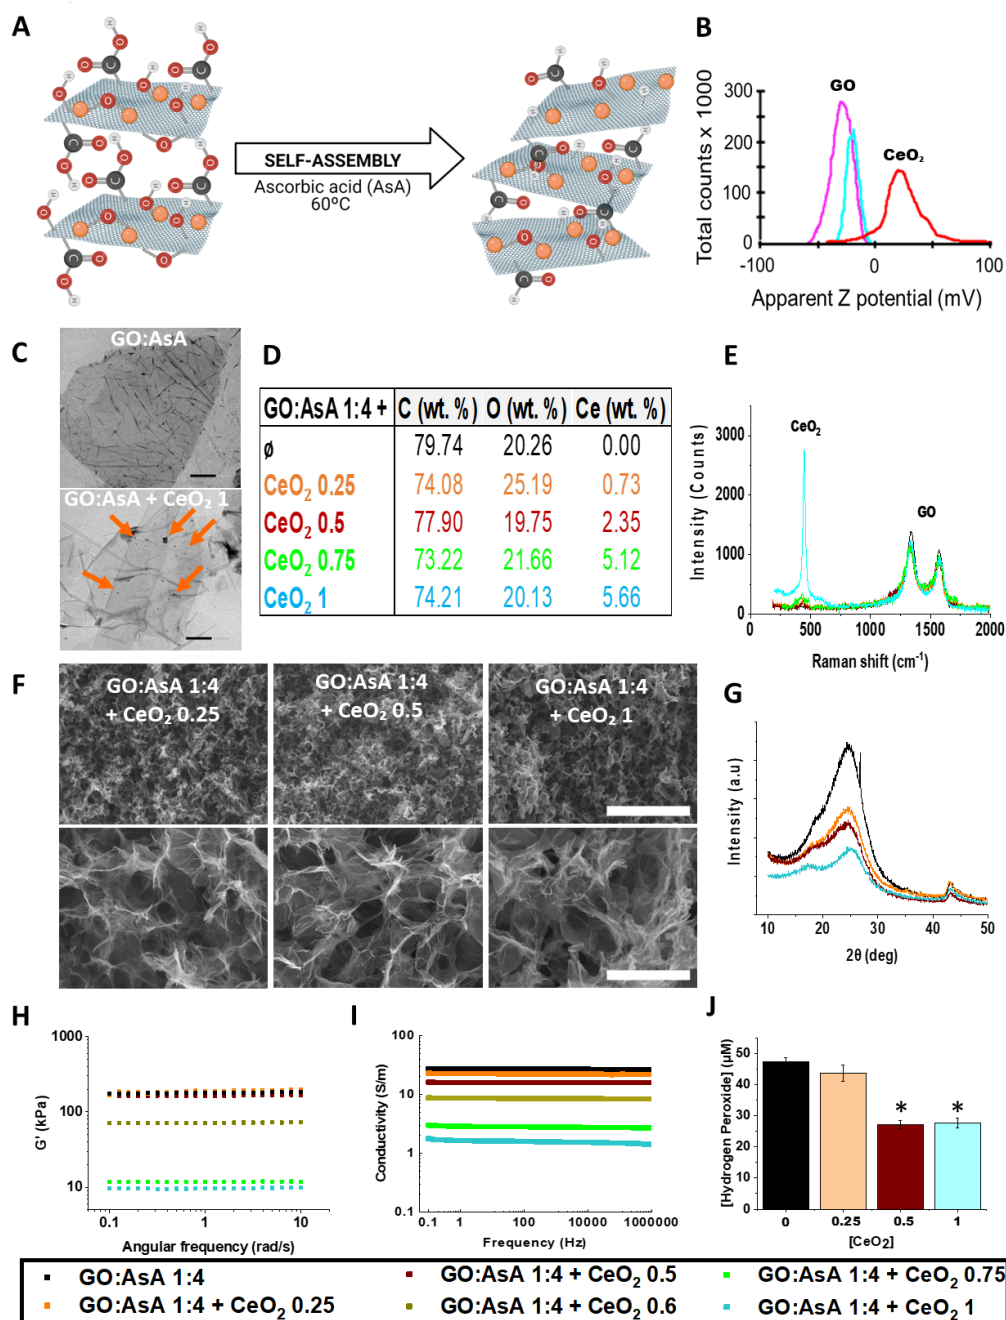 A
SELF-ASSEMBLY
Ascorbic acid (AsA)
60ºC
B
Total counts x 1000
300
200
100
0
GO
CeO₂
-100
0
100
Apparent Z potential (mV)
C
GO:AsA
GO:AsA + CeO₂ 1
D
GO:AsA 1:4 + C (wt. %) O (wt. %) Ce (wt. %)
ø 79.74 20.26 0.00
CeO₂ 0.25 74.08 25.19 0.73
CeO₂ 0.5 77.90 19.75 2.35
CeO₂ 0.75 73.22 21.66 5.12
CeO₂ 1 74.21 20.13 5.66
E
Intensity (Counts)
3000
2000
1000
0
CeO₂
GO
0 500 1000 1500 2000
Raman shift (cm⁻¹)
F
GO:AsA 1:4
+ CeO₂ 0.25
GO:AsA 1:4
+ CeO₂ 0.5
GO:AsA 1:4
+ CeO₂ 1
G
Intensity (a.u)
10 20 30 40 50
2θ (deg)
H
G' (kPa)
1000
100
10
0.1 1 10
Angular frequency (rad/s)
I
Conductivity (S/m)
100
10
1
0.1
0.1 1 100 10000 1000000
Frequency (Hz)
J
[Hydrogen Peroxide] (µM)
50
40
30
20
10
0
* *
0 0.25 0.5 1
[CeO₂]
GO:AsA 1:4
GO:AsA 1:4 + CeO₂ 0.25
GO:AsA 1:4 + CeO₂ 0.5
GO:AsA 1:4 + CeO₂ 0.6
GO:AsA 1:4 + CeO₂ 0.75
GO:AsA 1:4 + CeO₂ 1